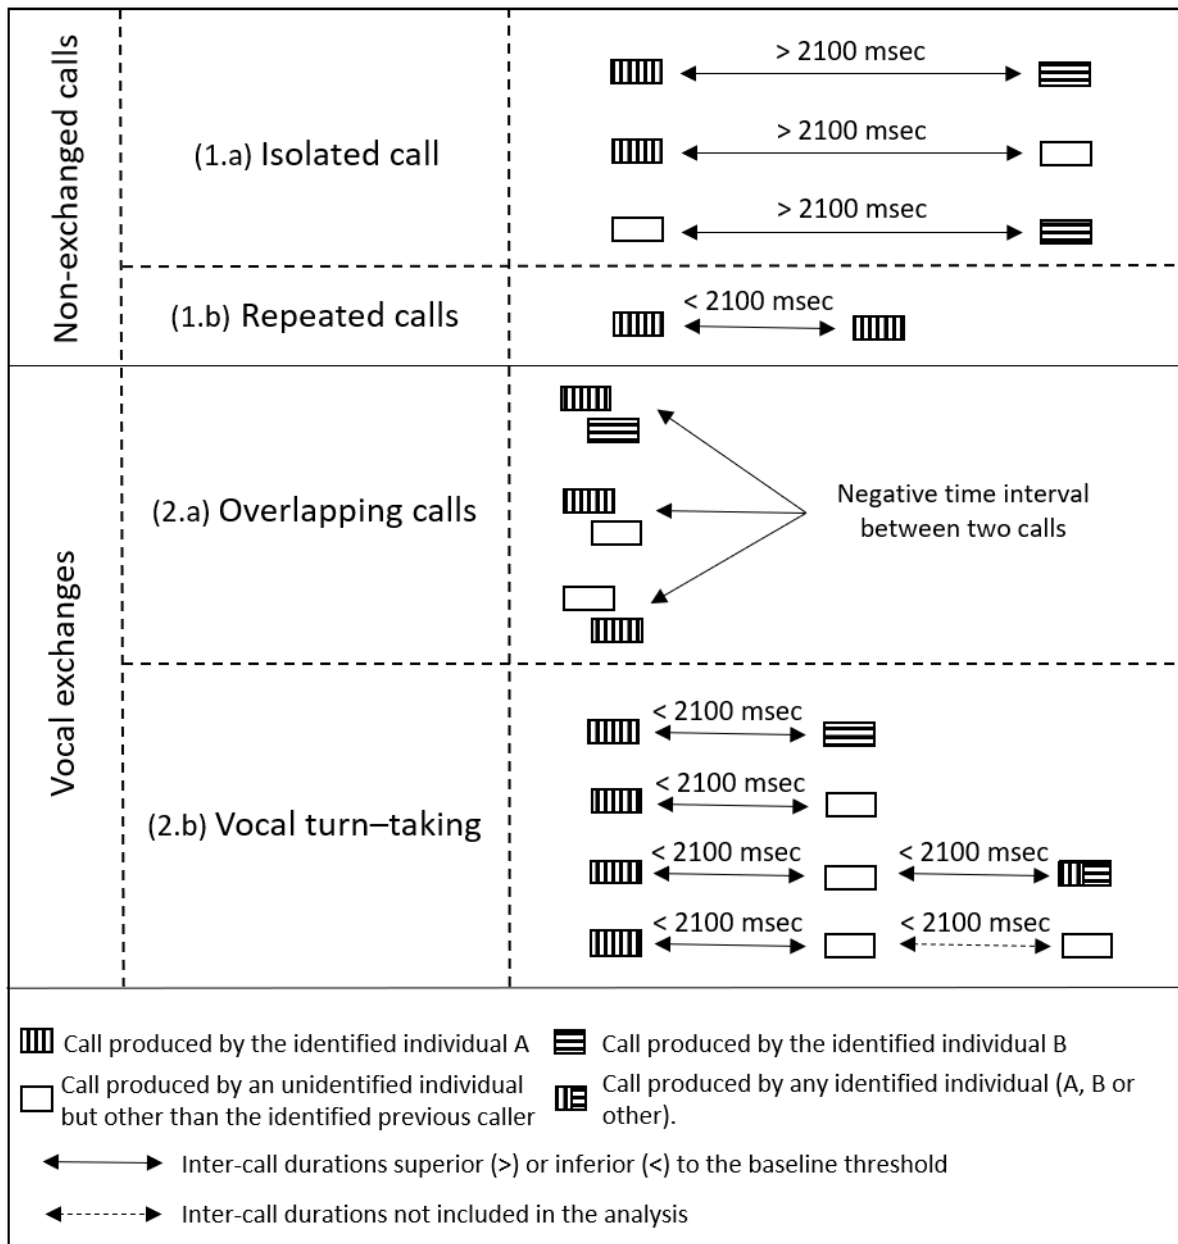 Non-exchanged calls
(1.a) Isolated call
> 2100 msec
> 2100 msec
> 2100 msec
(1.b) Repeated calls
< 2100 msec
Vocal exchanges
(2.a) Overlapping calls
Negative time interval
between two calls
(2.b) Vocal turn–taking
< 2100 msec
< 2100 msec
< 2100 msec < 2100 msec
< 2100 msec < 2100 msec
Call produced by the identified individual A
Call produced by the identified individual B
Call produced by an unidentified individual
but other than the identified previous caller
Call produced by any identified individual (A, B or
other).
Inter-call durations superior (>) or inferior (<) to the baseline threshold
Inter-call durations not included in the analysis